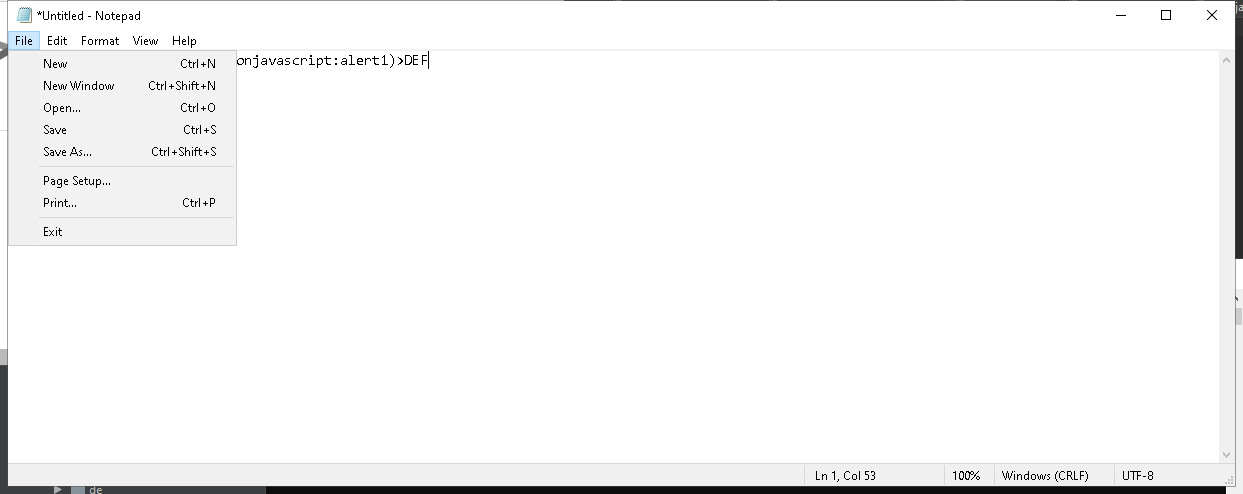 *Untitled - Notepad
File Edit Format View Help
onjavascript:alert1)>DEF
New Ctrl+N
New Window Ctrl+Shift+N
Open... Ctrl+O
Save Ctrl+S
Save As... Ctrl+Shift+S
Page Setup...
Print... Ctrl+P
Exit
Ln 1, Col 53 100% Windows (CRLF) UTF-8
de